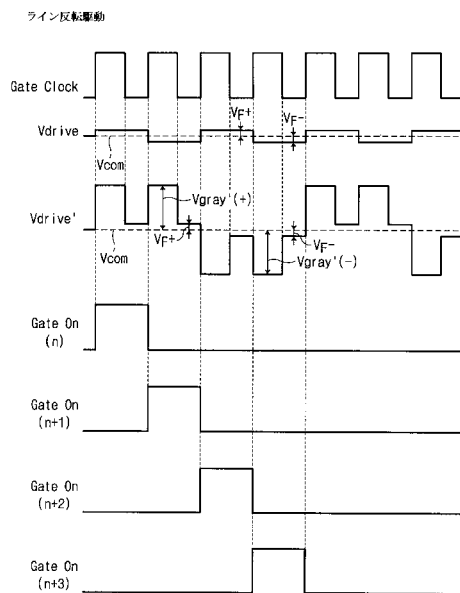 ライン反転駆動
Gate Clock
VF+
VF−
Vdrive
Vcom
Vgray'(+)
Vdrive'
VF+
VF−
Vcom
Vgray'(−)
Gate On
(n)
Gate On
(n+1)
Gate On
(n+2)
Gate On
(n+3)